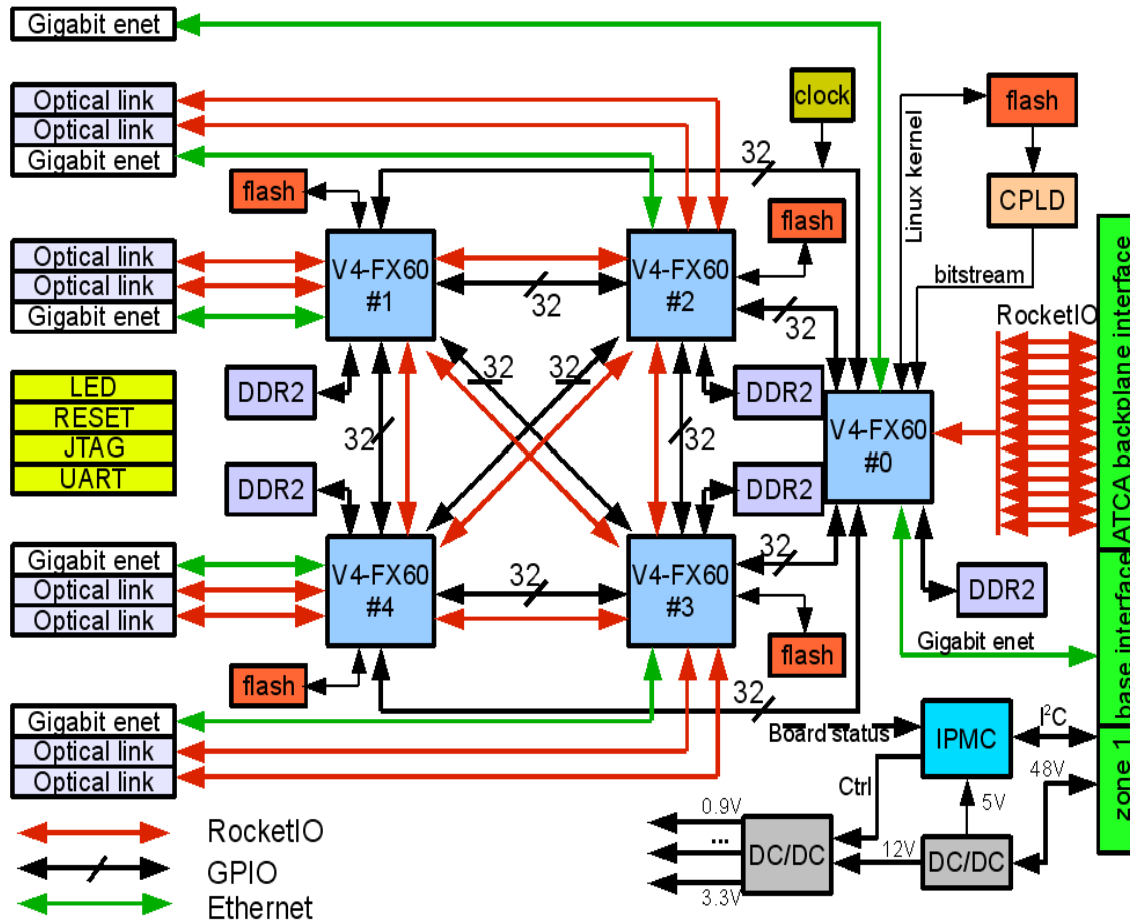 Gigabit enet
Optical link
Optical link
Gigabit enet
clock
flash
Linux kernel
CPLD
32
flash
flash
Optical link
Optical link
Gigabit enet
V4-FX60
#1
V4-FX60
#2
32
32
bitstream
RocketIO
ATCA backplane interface
LED
RESET
JTAG
UART
DDR2
32
32
DDR2
V4-FX60
#0
32
32
DDR2
DDR2
Gigabit enet
Optical link
Optical link
V4-FX60
#4
32
V4-FX60
#3
32
DDR2
Gigabit enet
base interface
flash
flash
32
Gigabit enet
Optical link
Optical link
Board status
IPMC
I²C
zone 1
Ctrl
5V
48V
0.9V
...
3.3V
DC/DC
12V
DC/DC
RocketIO
GPIO
Ethernet